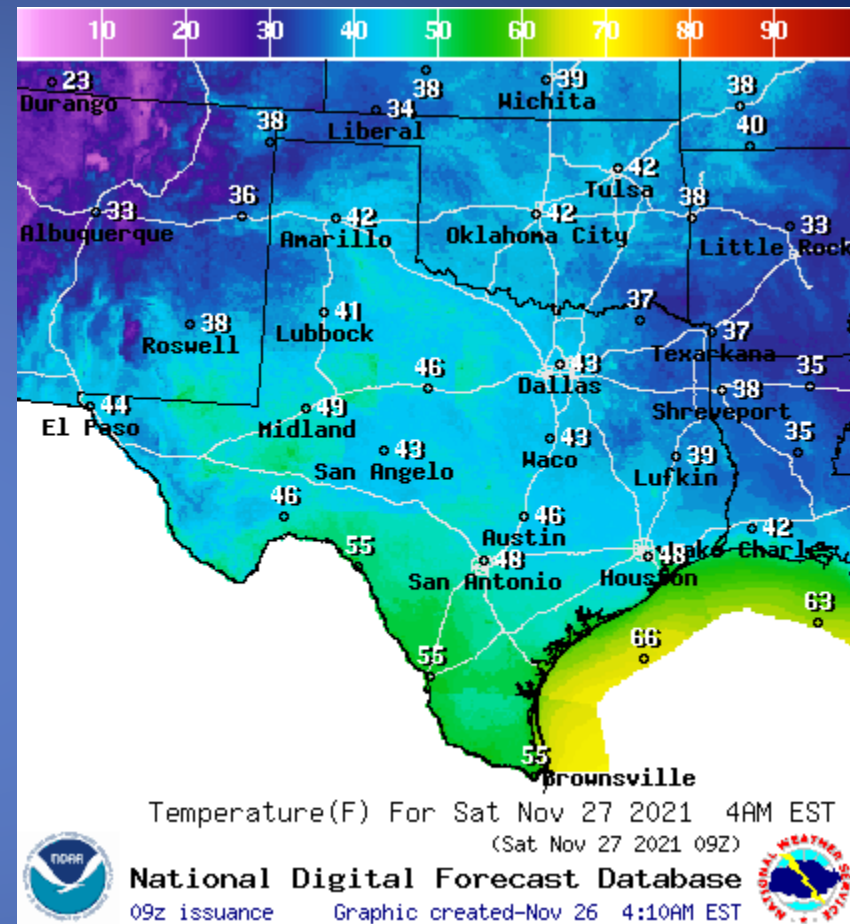 10 20 30 40 50 60 70 80 90
23
Durango
38
34
Liberal
39
Wichita
38
40
38
42
Tulsa
33
Albuquerque
36
42
Amarillo
42
Oklahoma City
38
33
Little Rock
38
Roswell
41
Lubbock
37
37
Texarkana
46
43
Dallas
38
Shreveport
35
44
El Paso
49
Midland
43
San Angelo
43
Waco
39
Lufkin
35
46
46
Austin
42
55
48
San Antonio
48
Houston
63
66
55
Brownsville
Temperature(F) For Sat Nov 27 2021 4AM EST
(Sat Nov 27 2021 09Z)
NOAA
NATIONAL WEATHER SERVICE
National Digital Forecast Database
09z issuance Graphic created-Nov 26 4:10AM EST